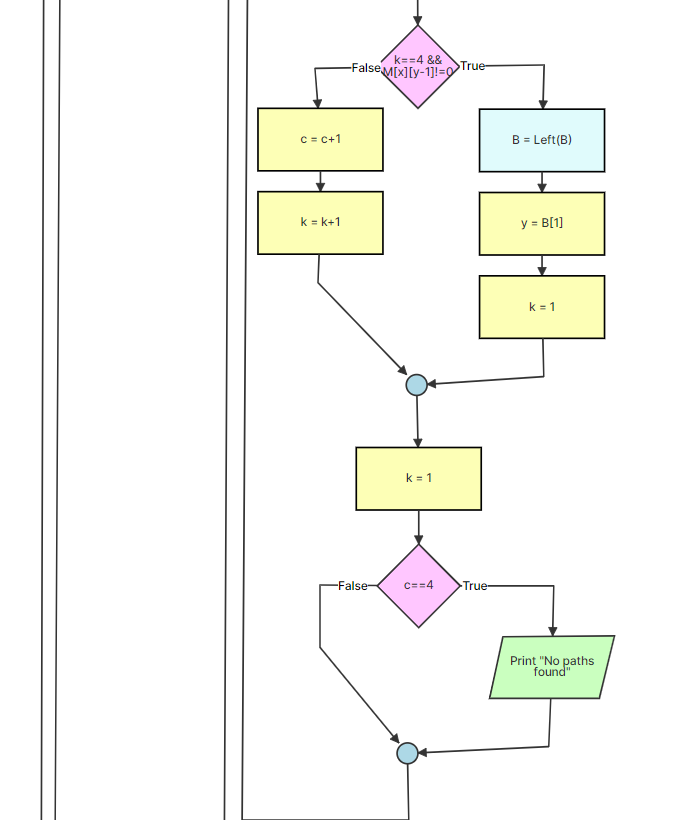 k==4 &&
M[x][y-1]!=0
False
True
c = c+1
B = Left(B)
k = k+1
y = B[1]
k = 1
k = 1
c==4
False
True
Print "No paths
found"